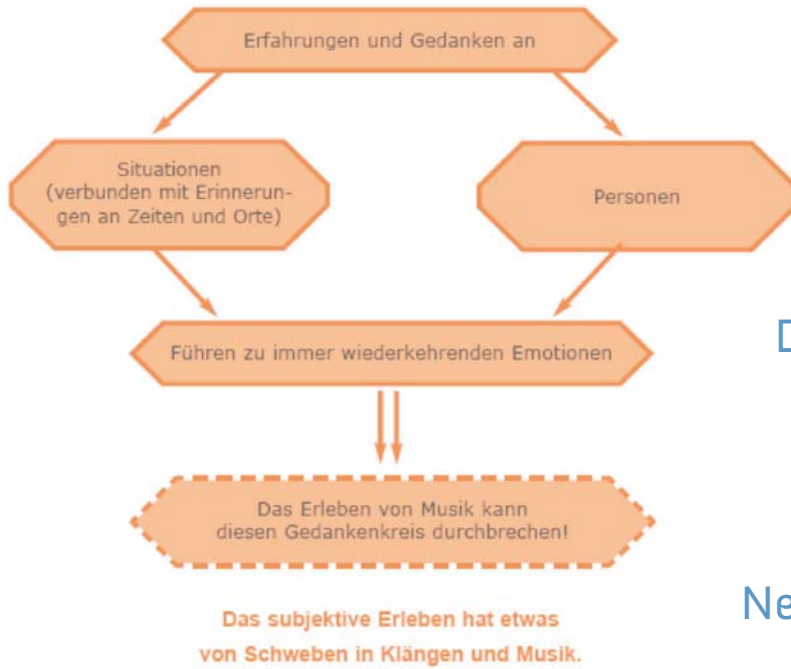 Erfahrungen und Gedanken an
Situationen
(verbunden mit Erinnerun-
gen an Zeiten und Orte)
Personen
Führen zu immer wiederkehrenden Emotionen
Das Erleben von Musik kann
diesen Gedankenkreis durchbrechen!
Das subjektive Erleben hat etwas
von Schweben in Klängen und Musik.